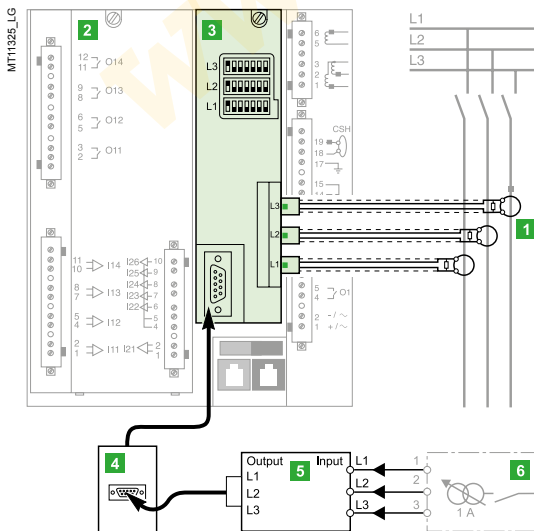 MT11325_LG
2
3
L1
L2
L3
12
11
O14
9
8
O13
6
5
O12
3
2
O11
L3
L2
L1
6
5
3
2
1
CSH
19
18
17
15
14
L3
L2
L1
1
11
10
I14
8
7
I13
5
4
I12
2
1
I11
I26
10
I25
9
I24
8
I23
7
I22
6
5
4
I21
2
1
5
4
O1
2
- / ~
1
+ / ~
4
Output
5
Input
L1
L2
L3
L1
L2
L3
1
2
3
6
1 A